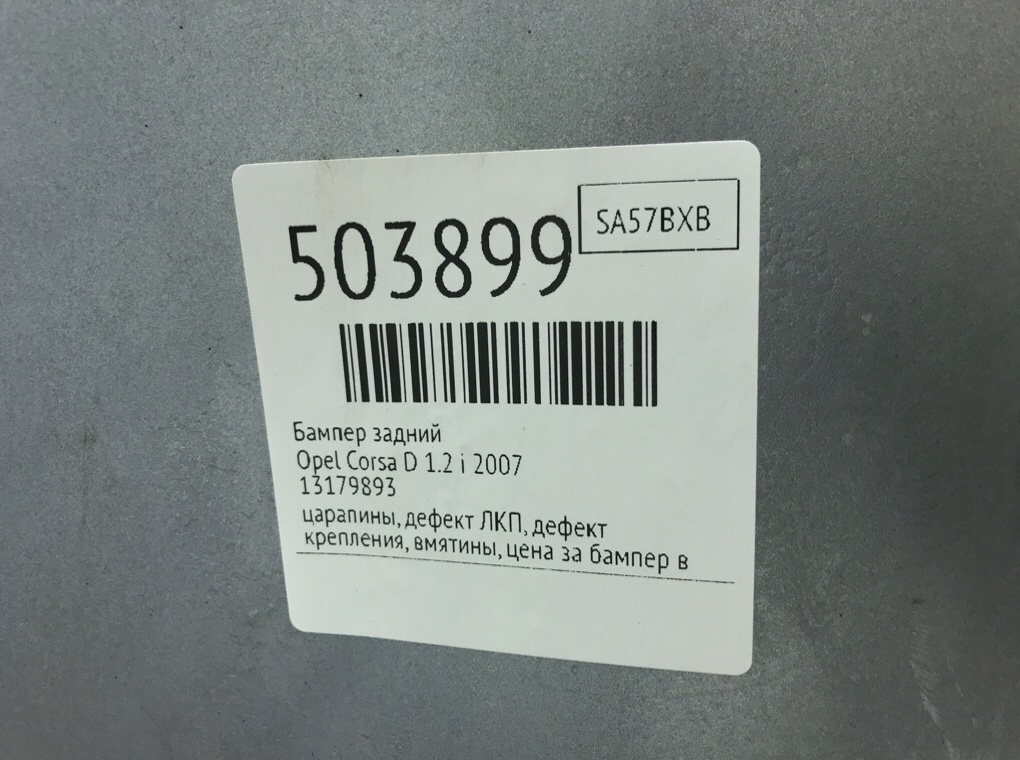 503899
SA57BXB
Бампер задний
Opel Corsa D 1.2 i 2007
13179893
царапины, дефект ЛКП, дефект
крепления, вмятины, цена за бампер в